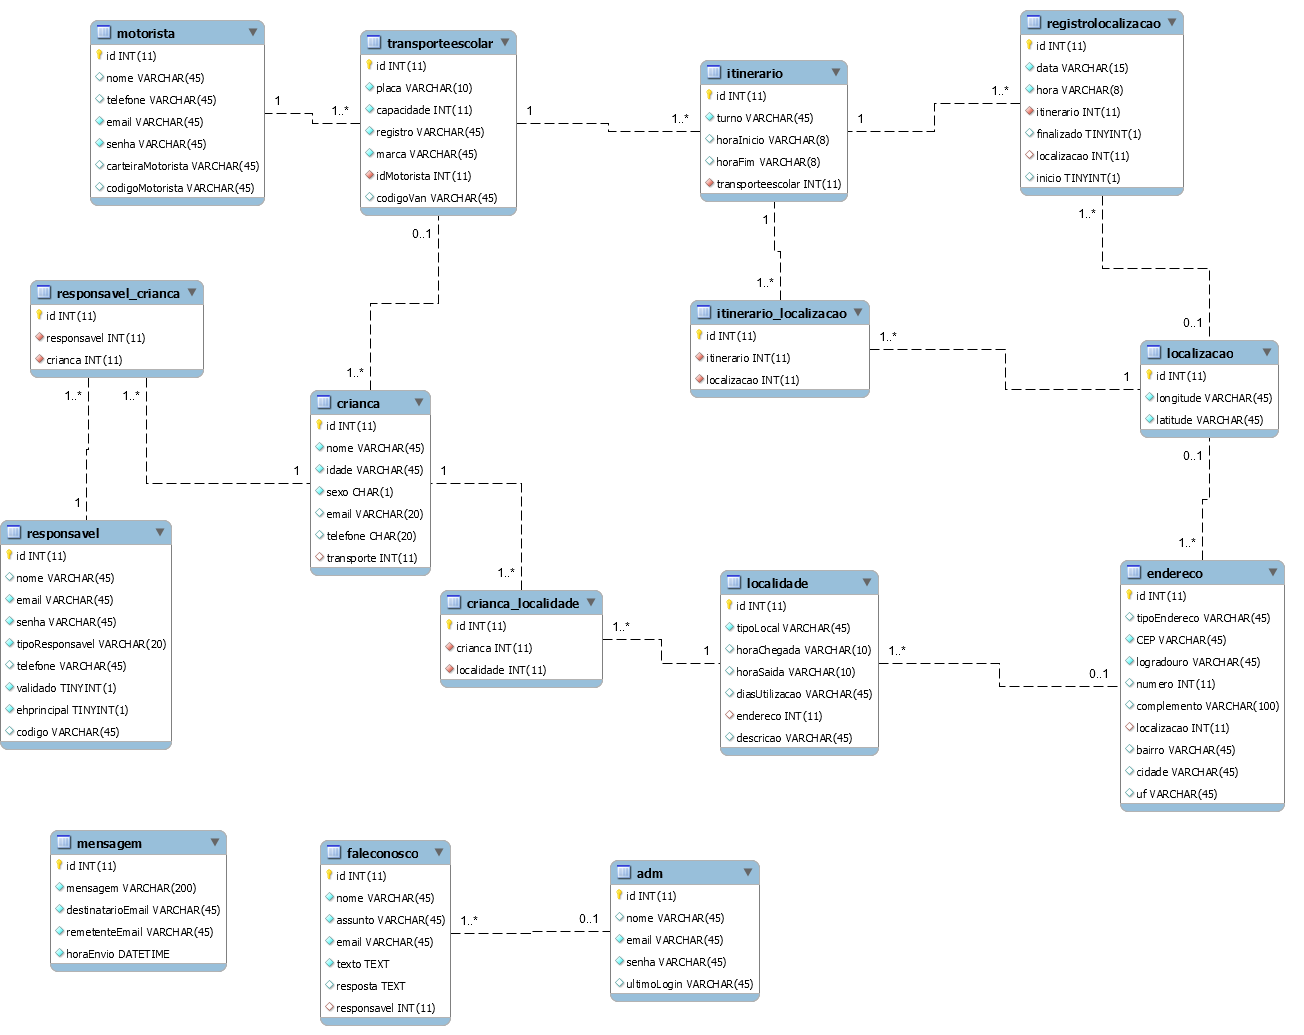 motorista
id INT(11)
nome VARCHAR(45)
telefone VARCHAR(45)
email VARCHAR(45)
senha VARCHAR(45)
carteiraMotorista VARCHAR(45)
codigoMotorista VARCHAR(45)
1
1..*
transporteescolar
id INT(11)
placa VARCHAR(10)
capacidade INT(11)
registro VARCHAR(45)
marca VARCHAR(45)
idMotorista INT(11)
codigoVan VARCHAR(45)
1
1..*
0..1
1..*
itinerario
id INT(11)
turno VARCHAR(45)
horaInicio VARCHAR(8)
horaFim VARCHAR(8)
transporteescolar INT(11)
1
1..*
1
1..*
registrolocalizacao
id INT(11)
data VARCHAR(15)
hora VARCHAR(8)
itinerario INT(11)
finalizado TINYINT(1)
localizacao INT(11)
inicio TINYINT(1)
1..*
0..1
responsavel_crianca
id INT(11)
responsavel INT(11)
crianca INT(11)
1..*
1..*
1
1
itinerario_localizacao
id INT(11)
itinerario INT(11)
localizacao INT(11)
1..*
1
localizacao
id INT(11)
longitude VARCHAR(45)
latitude VARCHAR(45)
0..1
1..*
crianca
id INT(11)
nome VARCHAR(45)
idade VARCHAR(45)
sexo CHAR(1)
email VARCHAR(20)
telefone CHAR(20)
transporte INT(11)
1
1..*
responsavel
id INT(11)
nome VARCHAR(45)
email VARCHAR(45)
senha VARCHAR(45)
tipoResponsavel VARCHAR(20)
telefone VARCHAR(45)
validado TINYINT(1)
ehprincipal TINYINT(1)
codigo VARCHAR(45)
crianca_localidade
id INT(11)
crianca INT(11)
localidade INT(11)
1..*
1
localidade
id INT(11)
tipoLocal VARCHAR(45)
horaChegada VARCHAR(10)
horaSaida VARCHAR(10)
diasUtilizacao VARCHAR(45)
endereco INT(11)
descricao VARCHAR(45)
1..*
0..1
endereco
id INT(11)
tipoEndereco VARCHAR(45)
CEP VARCHAR(45)
logradouro VARCHAR(45)
numero INT(11)
complemento VARCHAR(100)
localizacao INT(11)
bairro VARCHAR(45)
cidade VARCHAR(45)
uf VARCHAR(45)
mensagem
id INT(11)
mensagem VARCHAR(200)
destinatarioEmail VARCHAR(45)
remetenteEmail VARCHAR(45)
horaEnvio DATETIME
faleconosco
id INT(11)
nome VARCHAR(45)
assunto VARCHAR(45)
email VARCHAR(45)
texto TEXT
resposta TEXT
responsavel INT(11)
1..*
0..1
adm
id INT(11)
nome VARCHAR(45)
email VARCHAR(45)
senha VARCHAR(45)
ultimoLogin VARCHAR(45)